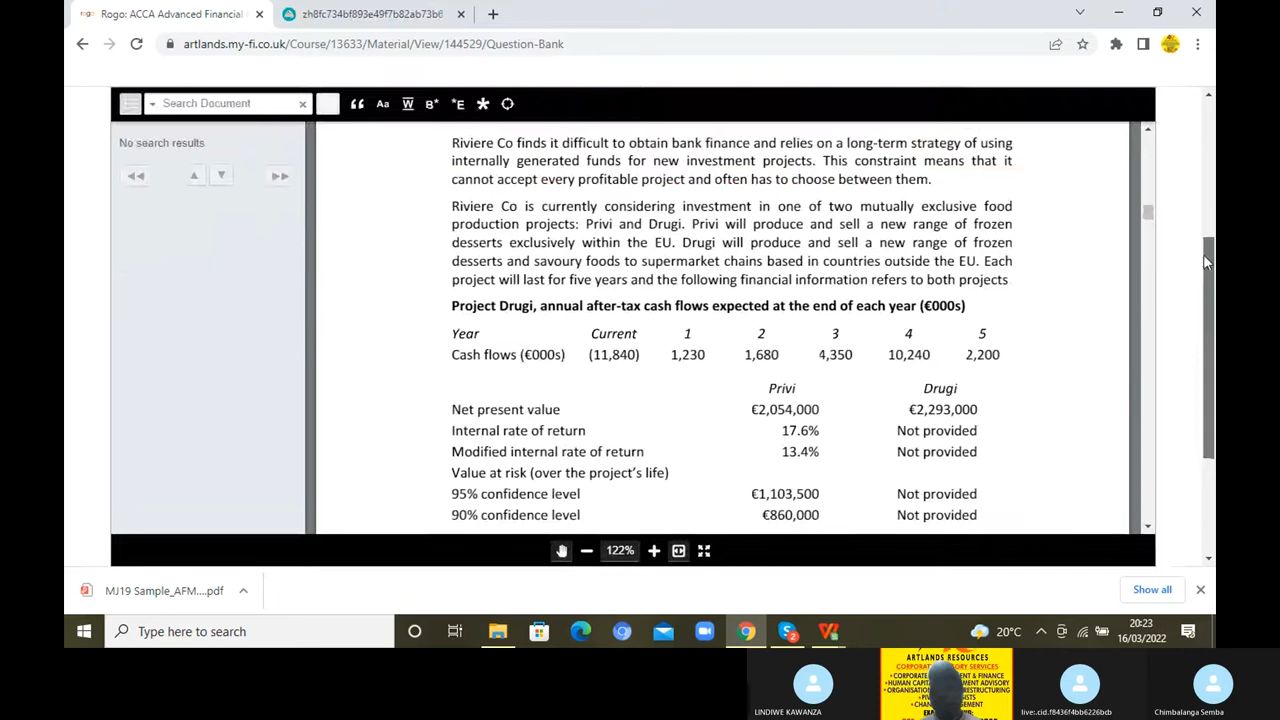 Rogo: ACCA Advanced Financial
zh8fc734bf893e49f7b82ab73b6
artlands.my-fi.co.uk/Course/13633/Material/View/144529/Question-Bank
Search Document
No search results
Riviere Co finds it difficult to obtain bank finance and relies on a long-term strategy of using
internally generated funds for new investment projects. This constraint means that it
cannot accept every profitable project and often has to choose between them.
Riviere Co is currently considering investment in one of two mutually exclusive food
production projects: Privi and Drugi. Privi will produce and sell a new range of frozen
desserts exclusively within the EU. Drugi will produce and sell a new range of frozen
desserts and savoury foods to supermarket chains based in countries outside the EU. Each
project will last for five years and the following financial information refers to both projects
Project Drugi, annual after-tax cash flows expected at the end of each year (€000s)
Year Current 1 2 3 4 5
Cash flows (€000s) (11,840) 1,230 1,680 4,350 10,240 2,200
Privi Drugi
Net present value €2,054,000 €2,293,000
Internal rate of return 17.6% Not provided
Modified internal rate of return 13.4% Not provided
Value at risk (over the project's life)
95% confidence level €1,103,500 Not provided
90% confidence level €860,000 Not provided
122%
MJ19 Sample_AFM....pdf
Show all
Type here to search
20°C
20:23
16/03/2022
ARTLANDS RESOURCES
LINDIWE KAWANZA
live:.cid.f8436f4bb6226bcb
Chimbalanga Semba